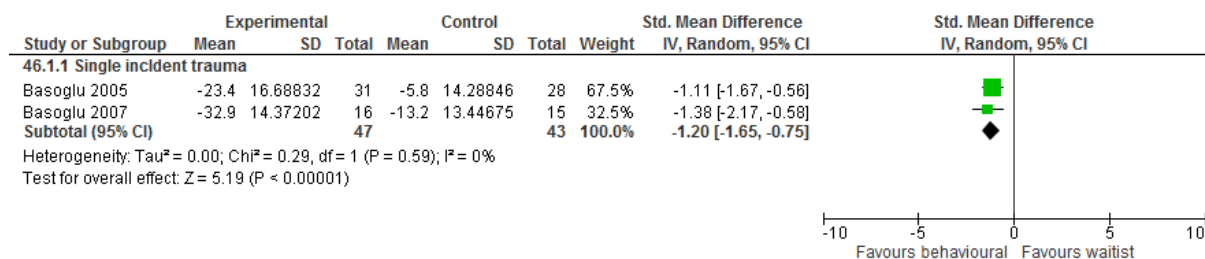 Experimental Control Std. Mean Difference Std. Mean Difference
Study or Subgroup Mean SD Total Mean SD Total Weight IV, Random, 95% CI IV, Random, 95% CI
46.1.1 Single incident trauma
Basoglu 2005 -23.4 16.68832 31 -5.8 14.28846 28 67.5% -1.11 [-1.67, -0.56]
Basoglu 2007 -32.9 14.37202 16 -13.2 13.44675 15 32.5% -1.38 [-2.17, -0.58]
Subtotal (95% CI) 47 43 100.0% -1.20 [-1.65, -0.75]
Heterogeneity: Tau² = 0.00; Chi² = 0.29, df = 1 (P = 0.59); I² = 0%
Test for overall effect: Z = 5.19 (P < 0.00001)
-10 -5 0 5 10
Favours behavioural Favours waitist